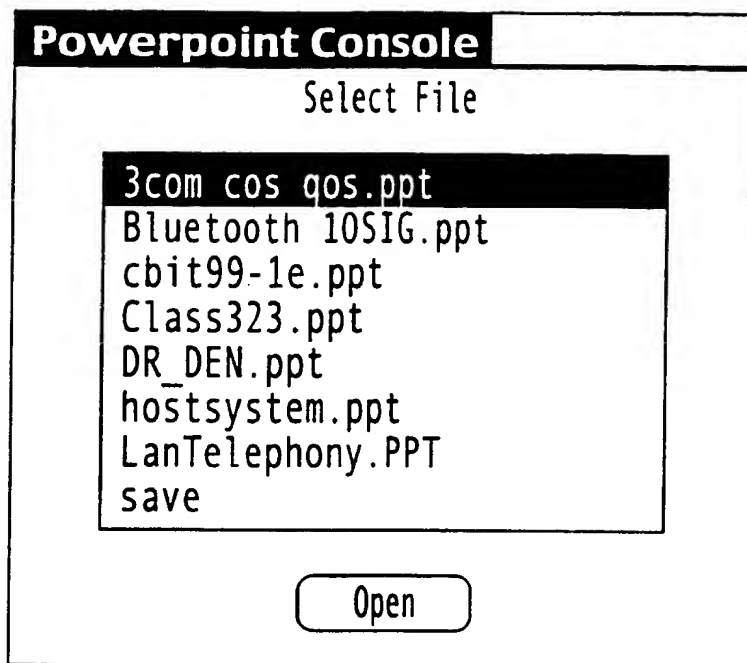 Powerpoint Console
Select File
3com cos qos.ppt
Bluetooth 10SIG.ppt
cbit99-1e.ppt
Class323.ppt
DR_DEN.ppt
hostsystem.ppt
LanTelephony.PPT
save
Open